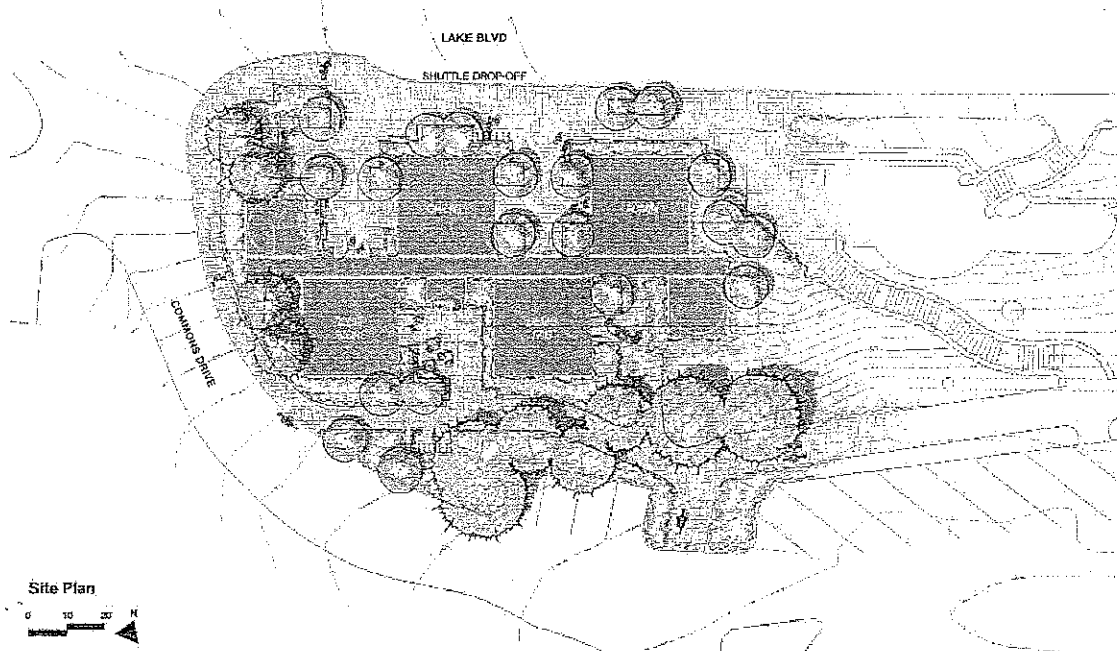 LAKE BLVD
SHUTTLE DROP-OFF
COMMONS DRIVE
Site Plan
0 10 20 N